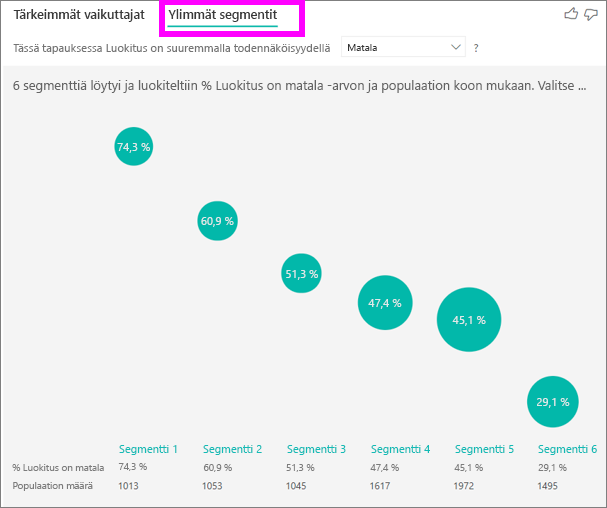 Tärkeimmät vaikuttajat Ylimmät segmentit
Tässä tapauksessa Luokitus on suuremmalla todennäköisyydellä Matala ?
6 segmenttiä löytyi ja luokiteltiin % Luokitus on matala -arvon ja populaation koon mukaan. Valitse ...
74,3 %
60,9 %
51,3 %
47,4 %
45,1 %
29,1 %
Segmentti 1 Segmentti 2 Segmentti 3 Segmentti 4 Segmentti 5 Segmentti 6
% Luokitus on matala 74,3 % 60,9 % 51,3 % 47,4 % 45,1 % 29,1 %
Populaation määrä 1013 1053 1045 1617 1972 1495